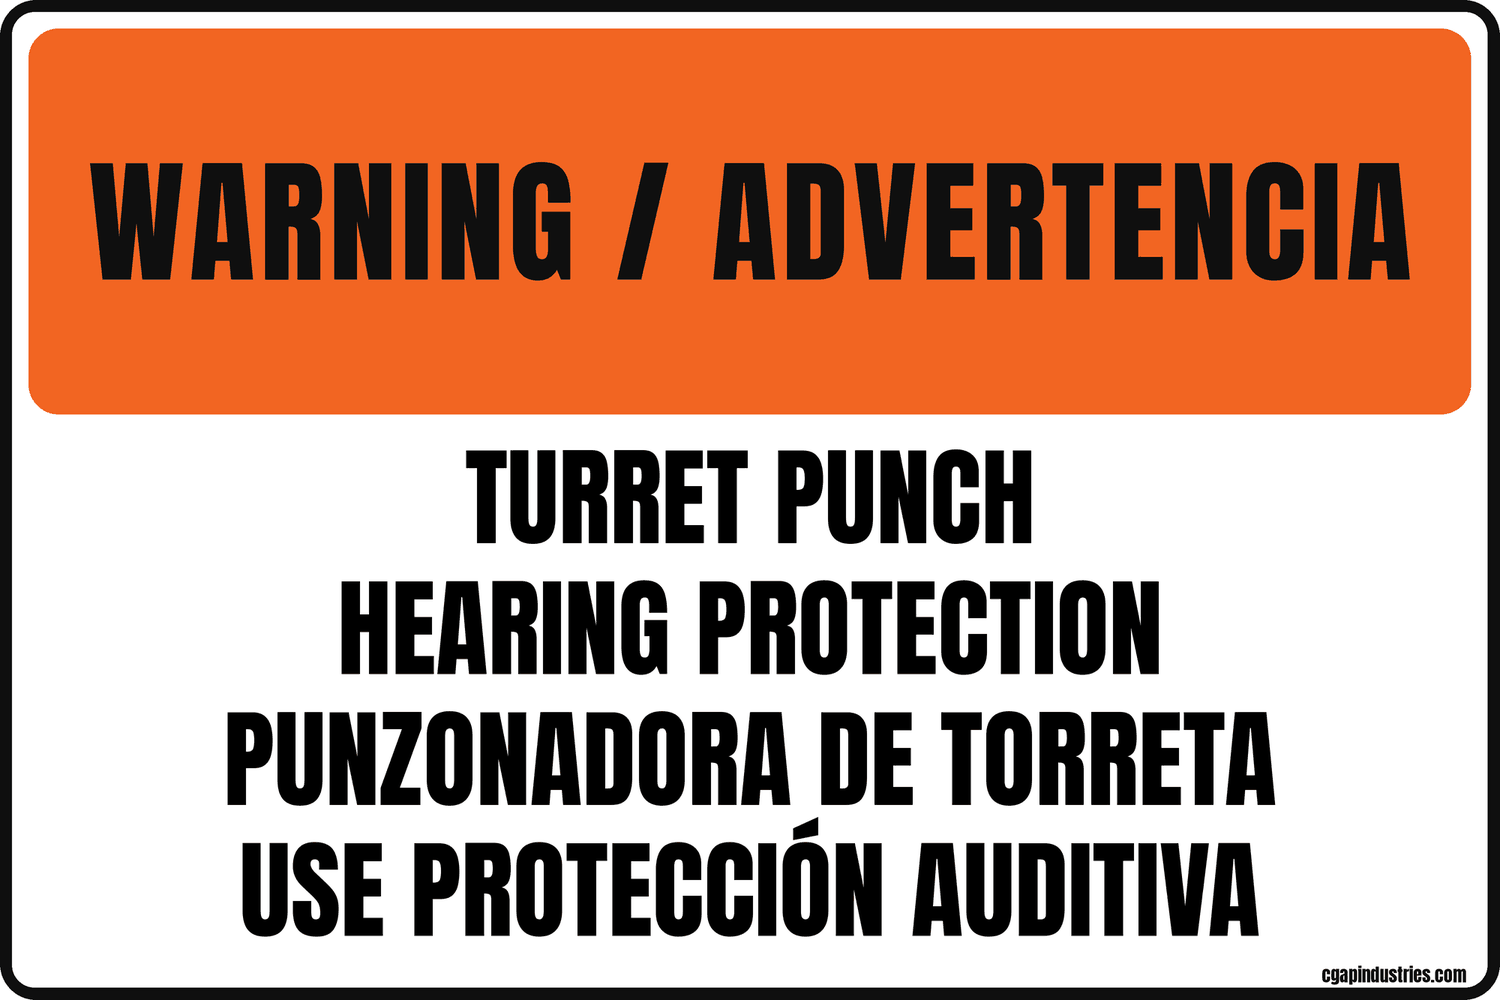 WARNING / ADVERTENCIA
TURRET PUNCH
HEARING PROTECTION
PUNZONADORA DE TORRETA
USE PROTECCIÓN AUDITIVA
cgapindustries.com